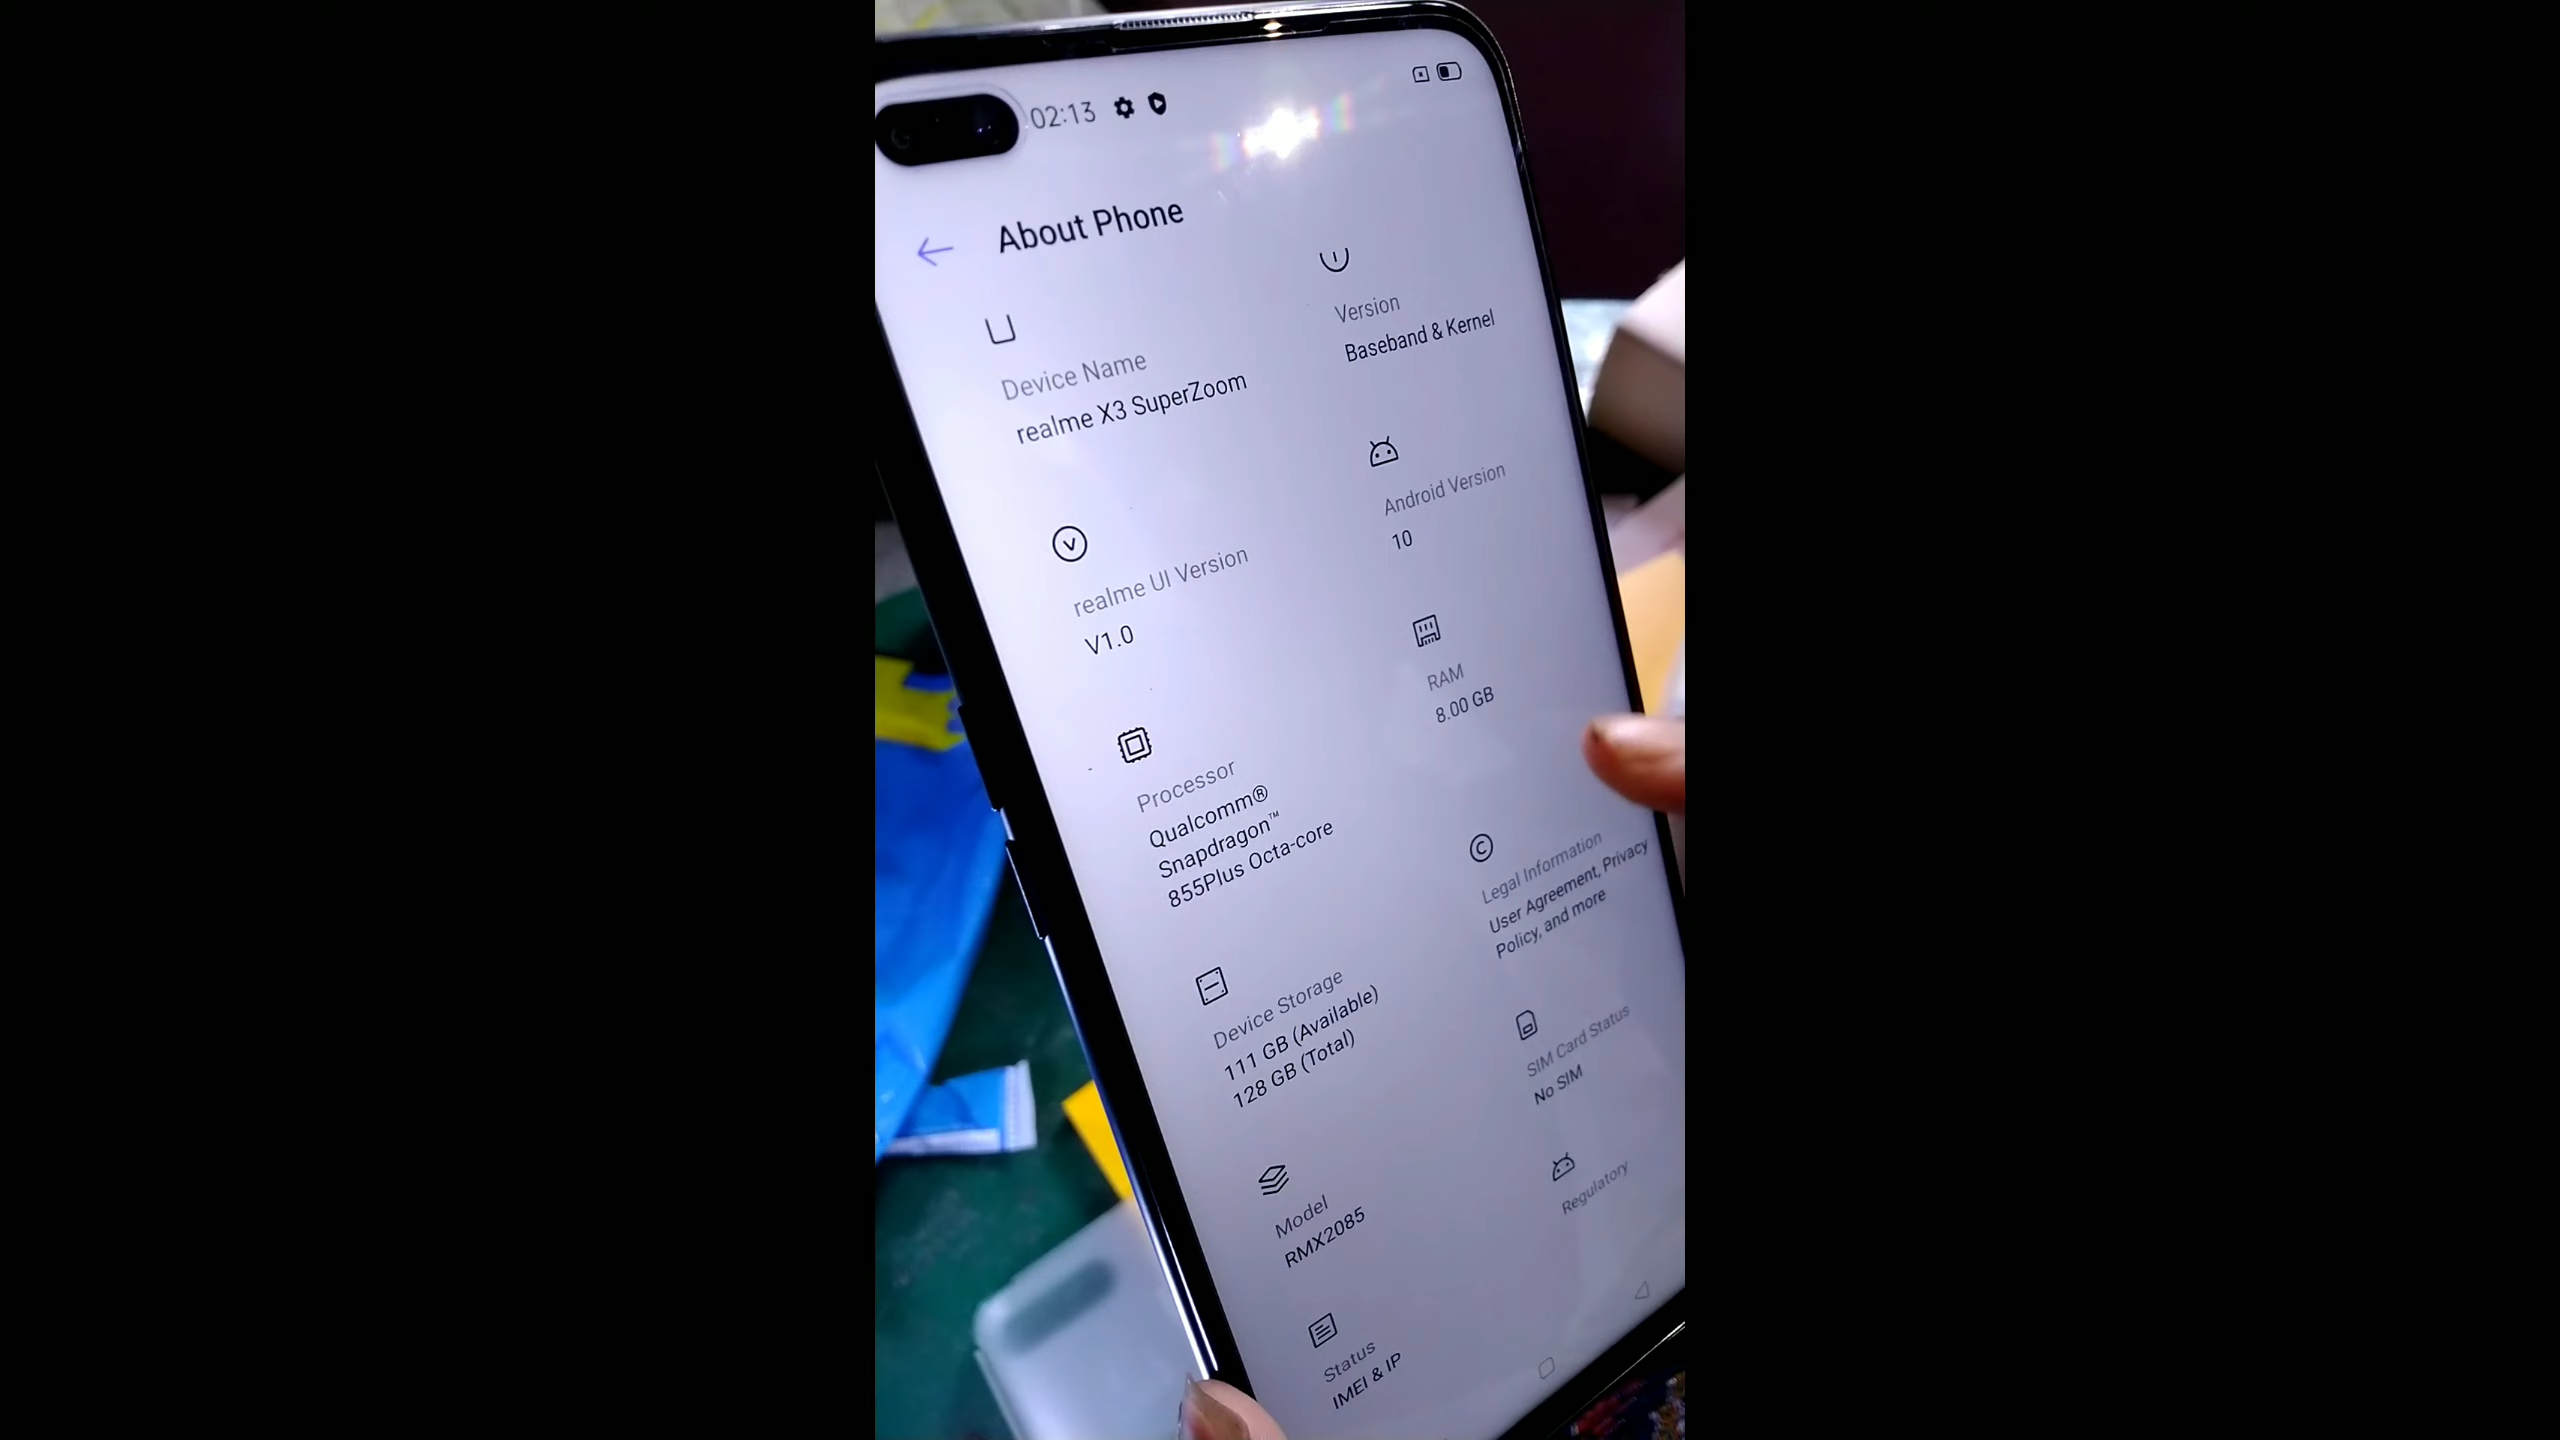 02:13
About Phone
Device Name
realme X3 SuperZoom
Version
Baseband & Kernel
realme UI Version
V1.0
Android Version
10
Processor
Qualcomm®
Snapdragon™
855Plus Octa-core
RAM
8.00 GB
Device Storage
111 GB (Available)
128 GB (Total)
Legal Information
User Agreement, Privacy
Policy, and more
Model
RMX2085
SIM Card Status
No SIM
Status
IMEI & IP
Regulatory